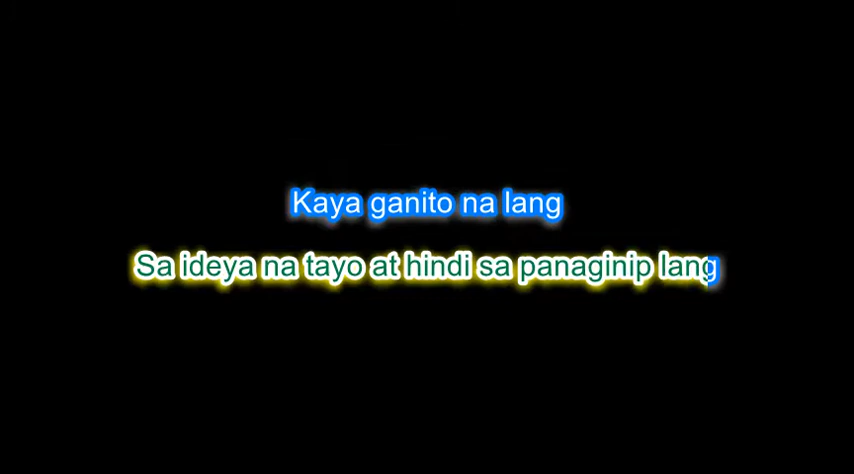 Kaya ganito na lang
Sa ideya na tayo at hindi sa panaginip lang